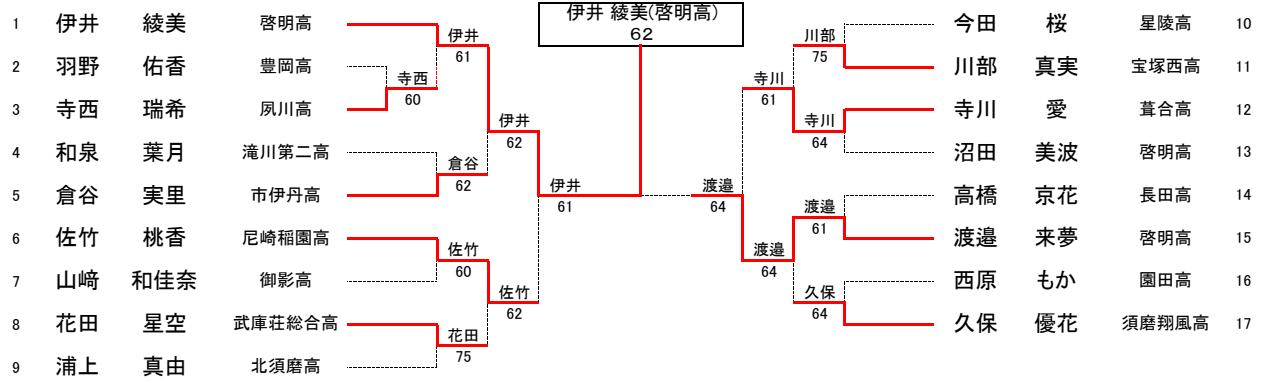 伊井 綾美(啓明高)
62
1 伊井 綾美 啓明高
2 羽野 佑香 豊岡高
3 寺西 瑞希 夙川高
4 和泉 葉月 滝川第二高
5 倉谷 実里 市伊丹高
6 佐竹 桃香 尼崎稲園高
7 山﨑 和佳奈 御影高
8 花田 星空 武庫荘総合高
9 浦上 真由 北須磨高
伊井
61
寺西
60
倉谷
62
佐竹
60
花田
75
伊井
62
佐竹
62
伊井
61
渡邉
64
寺川
61
渡邉
64
川部
75
寺川
64
渡邉
61
久保
64
今田 桜 星陵高 10
川部 真実 宝塚西高 11
寺川 愛 葺合高 12
沼田 美波 啓明高 13
高橋 京花 長田高 14
渡邉 来夢 啓明高 15
西原 もか 園田高 16
久保 優花 須磨翔風高 17